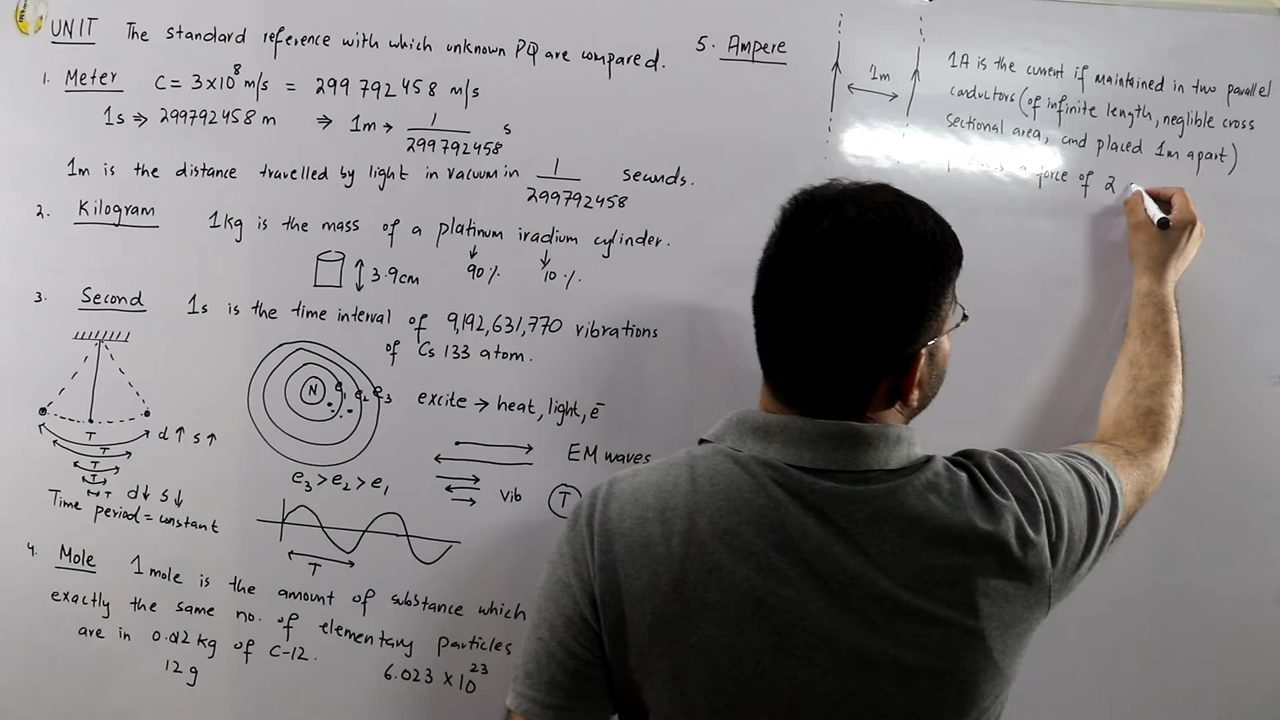 UNIT The standard reference with which unknown PQ are compared.
1. Meter C = 3×10⁸ m/s = 299 792 458 m/s
1s ⇒ 299792458 m ⇒ 1m → 1/299792458 s
1m is the distance travelled by light in vacuum in 1/299792458 seconds.
2. Kilogram 1kg is the mass of a platinum iradium cylinder.
3.9cm 90% 10%
3. Second 1s is the time interval of 9,192,631,770 vibrations
of Cs 133 atom.
N e₁ e₂ e₃ excite → heat, light, e⁻
T d↑ s↑
T
T
T
T d↓ s↓
Time period = constant
EM waves
e₃ > e₂ > e₁
Vib T
T
4. Mole 1 mole is the amount of substance which
exactly the same no. of elementary particles
are in 0.012 kg of C-12.
12 g 6.023 × 10²³
5. Ampere
1m
1A is the current if maintained in two parallel
conductors (of infinite length, neglible cross
sectional area, and placed 1m apart)
a force of 2